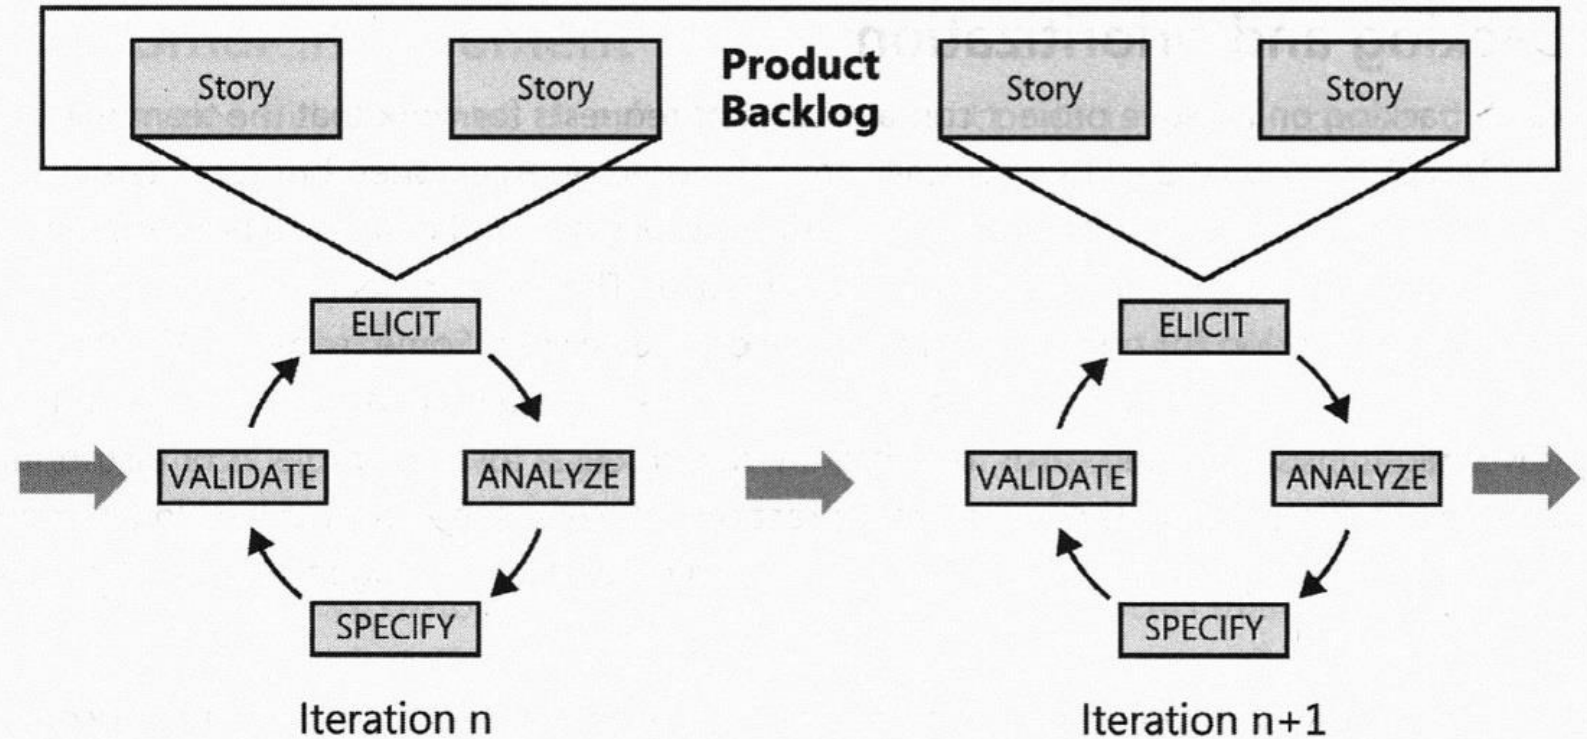 Story
Story
Product
Backlog
Story
Story
ELICIT
VALIDATE
ANALYZE
SPECIFY
Iteration n
ELICIT
VALIDATE
ANALYZE
SPECIFY
Iteration n+1